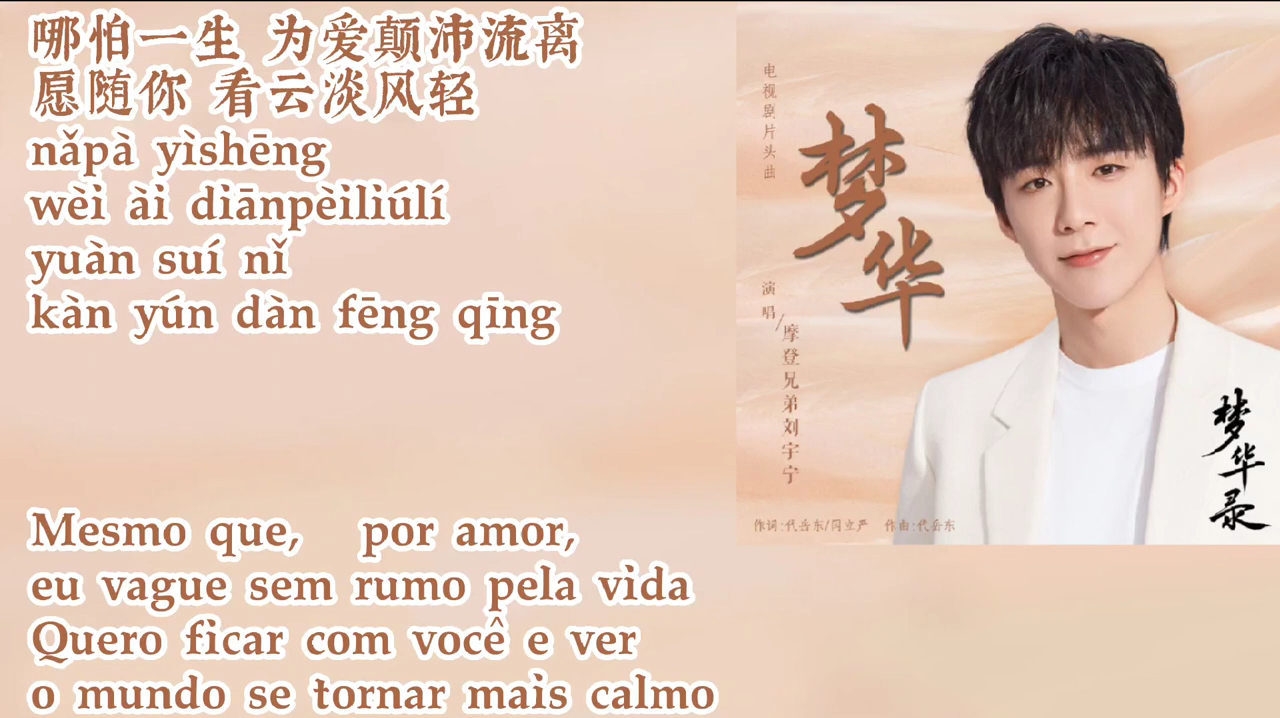 哪怕一生 为爱颠沛流离
愿随你 看云淡风轻
nǎpà yìshēng
wèi ài diānpèiliúlí
yuàn suí nǐ
kàn yún dàn fēng qīng
Mesmo que, por amor,
eu vague sem rumo pela vida
Quero ficar com você e ver
o mundo se tornar mais calmo
电视剧片头曲
梦华
演唱/摩登兄弟刘宇宁
作词:代岳东/闫立严 作曲:代岳东
梦华录